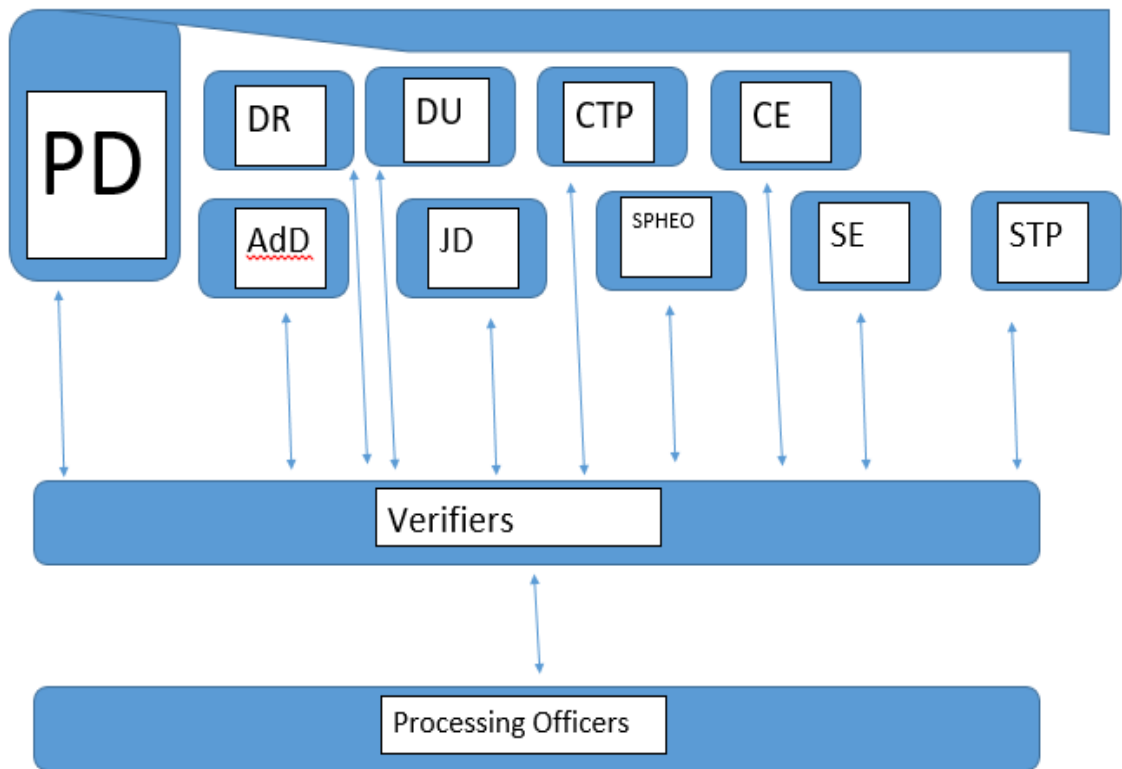 PD
DR
DU
CTP
CE
AdD
JD
SPHEO
SE
STP
Verifiers
Processing Officers